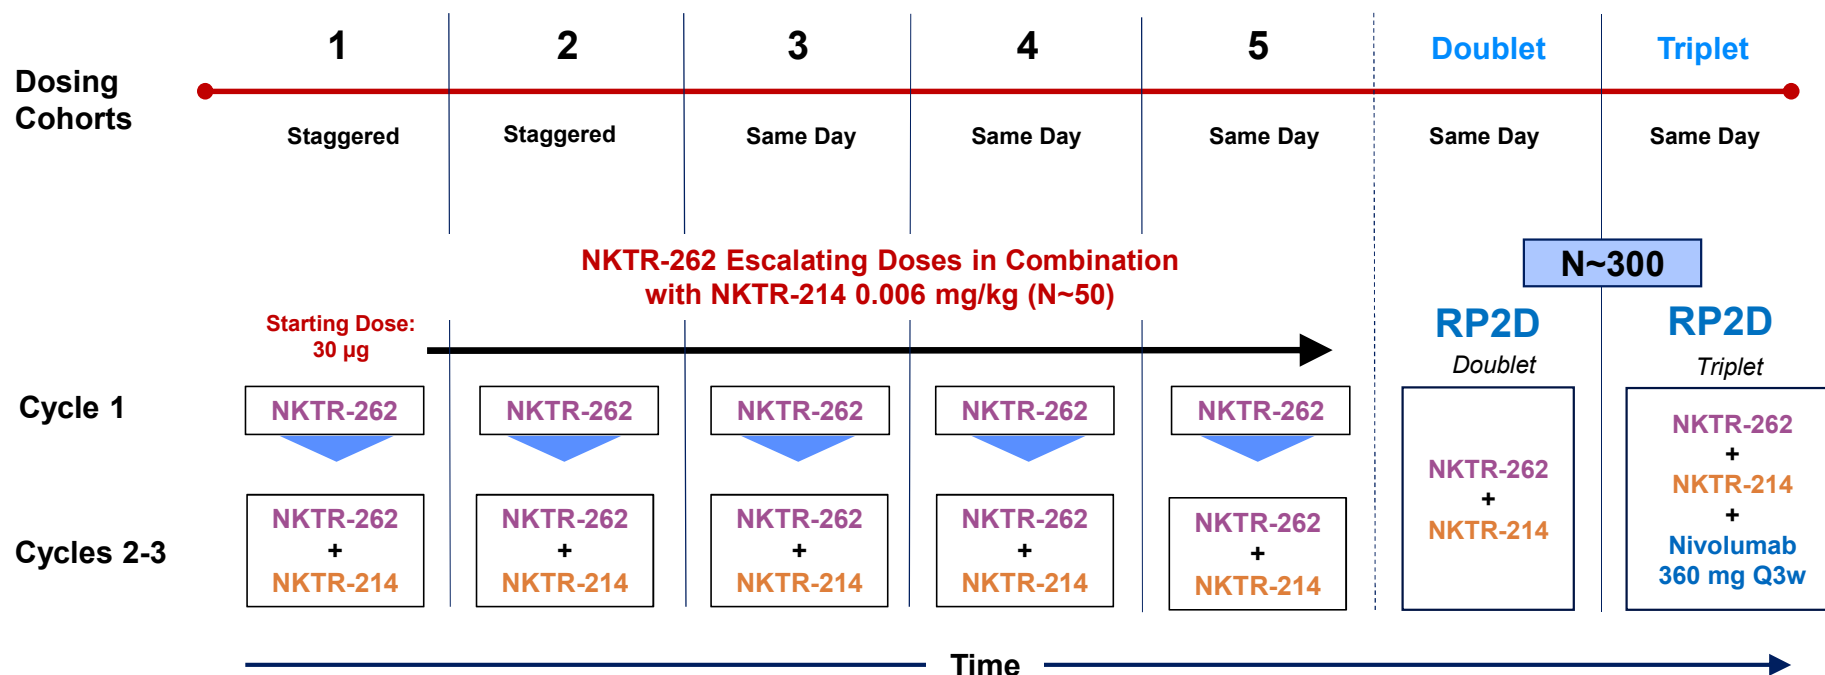 1 2 3 4 5 Doublet Triplet
Dosing
Cohorts
Staggered Staggered Same Day Same Day Same Day Same Day Same Day
NKTR-262 Escalating Doses in Combination
with NKTR-214 0.006 mg/kg (N~50)
N~300
Starting Dose:
30 µg
RP2D RP2D
Doublet Triplet
Cycle 1
NKTR-262 NKTR-262 NKTR-262 NKTR-262 NKTR-262
Cycles 2-3
NKTR-262
+
NKTR-214
NKTR-262
+
NKTR-214
NKTR-262
+
NKTR-214
NKTR-262
+
NKTR-214
NKTR-262
+
NKTR-214
NKTR-262
+
NKTR-214
NKTR-262
+
NKTR-214
+
Nivolumab
360 mg Q3w
Time